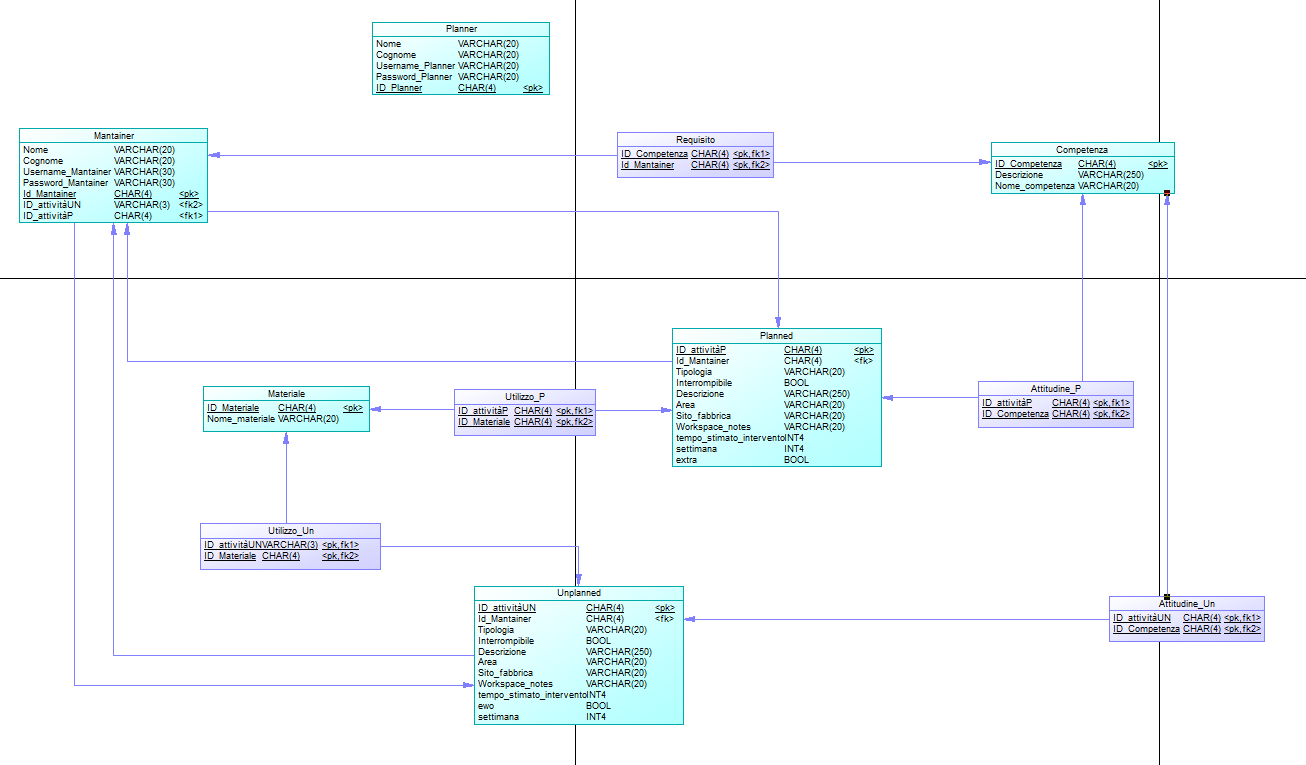 Planner
Nome VARCHAR(20)
Cognome VARCHAR(20)
Username_Planner VARCHAR(20)
Password_Planner VARCHAR(20)
ID_Planner CHAR(4) <pk>
Mantainer
Nome VARCHAR(20)
Cognome VARCHAR(20)
Username_Mantainer VARCHAR(30)
Password_Mantainer VARCHAR(30)
Id_Mantainer CHAR(4) <pk>
ID_attivitàUN VARCHAR(3) <fk2>
ID_attivitàP CHAR(4) <fk1>
Requisito
ID_Competenza CHAR(4) <pk,fk1>
Id_Mantainer CHAR(4) <pk,fk2>
Competenza
ID_Competenza CHAR(4) <pk>
Descrizione VARCHAR(250)
Nome_competenza VARCHAR(20)
Planned
ID_attivitàP CHAR(4) <pk>
Id_Mantainer CHAR(4) <fk>
Tipologia VARCHAR(20)
Interrompibile BOOL
Descrizione VARCHAR(250)
Area VARCHAR(20)
Sito_fabbrica VARCHAR(20)
Workspace_notes VARCHAR(20)
tempo_stimato_intervento INT4
settimana INT4
extra BOOL
Materiale
ID_Materiale CHAR(4) <pk>
Nome_materiale VARCHAR(20)
Utilizzo_P
ID_attivitàP CHAR(4) <pk,fk1>
ID_Materiale CHAR(4) <pk,fk2>
Attitudine_P
ID_attivitàP CHAR(4) <pk,fk1>
ID_Competenza CHAR(4) <pk,fk2>
Utilizzo_Un
ID_attivitàUN VARCHAR(3) <pk,fk1>
ID_Materiale CHAR(4) <pk,fk2>
Unplanned
ID_attivitàUN CHAR(4) <pk>
Id_Mantainer CHAR(4) <fk>
Tipologia VARCHAR(20)
Interrompibile BOOL
Descrizione VARCHAR(250)
Area VARCHAR(20)
Sito_fabbrica VARCHAR(20)
Workspace_notes VARCHAR(20)
tempo_stimato_intervento INT4
ewo BOOL
settimana INT4
Attitudine_Un
ID_attivitàUN CHAR(4) <pk,fk1>
ID_Competenza CHAR(4) <pk,fk2>